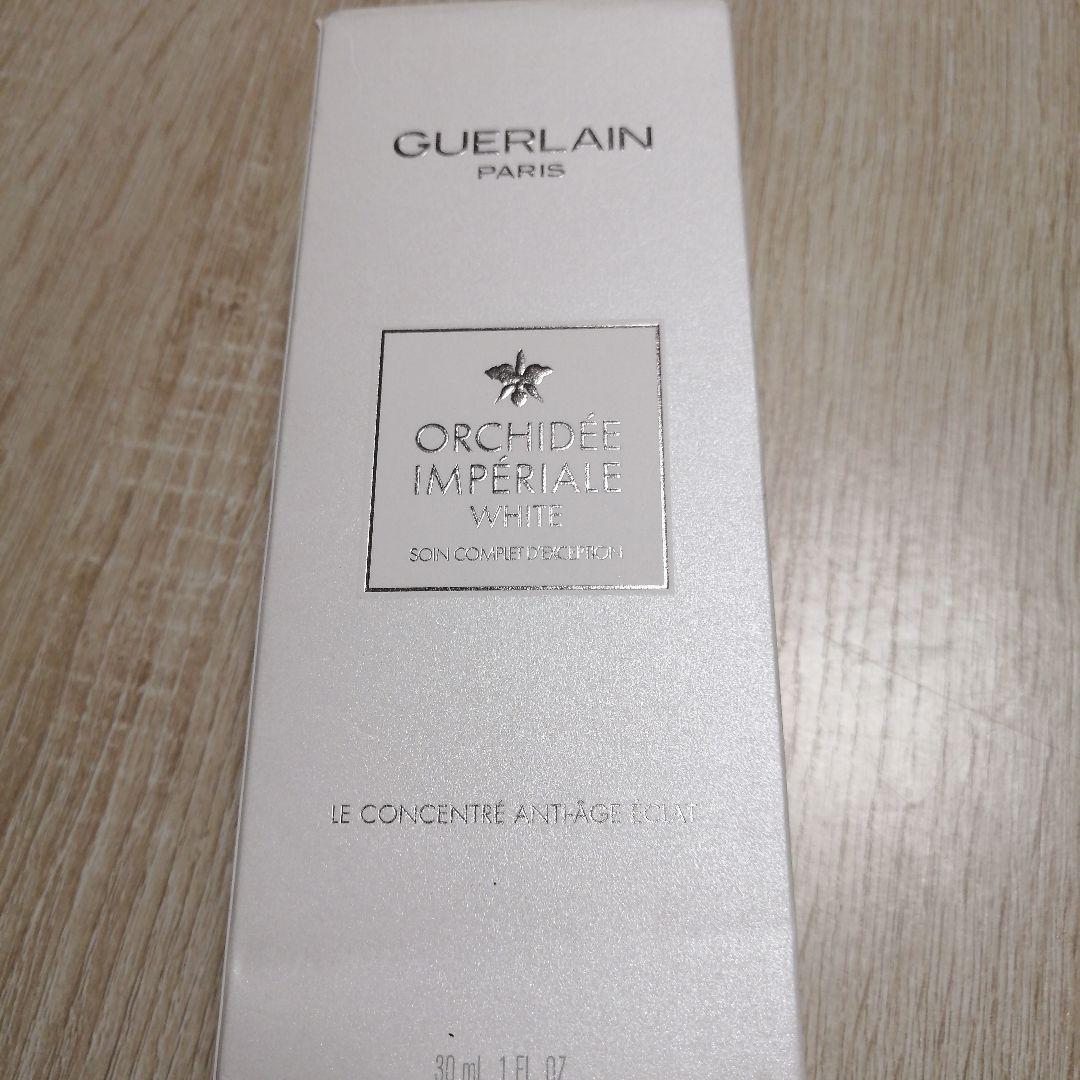 GUERLAIN
PARIS
ORCHIDÉE
IMPÉRIALE
WHITE
SOIN COMPLET D'EXCEPTION
LE CONCENTRÉ ANTI-ÂGE ÉCLAT
30 ml 1 FL. OZ